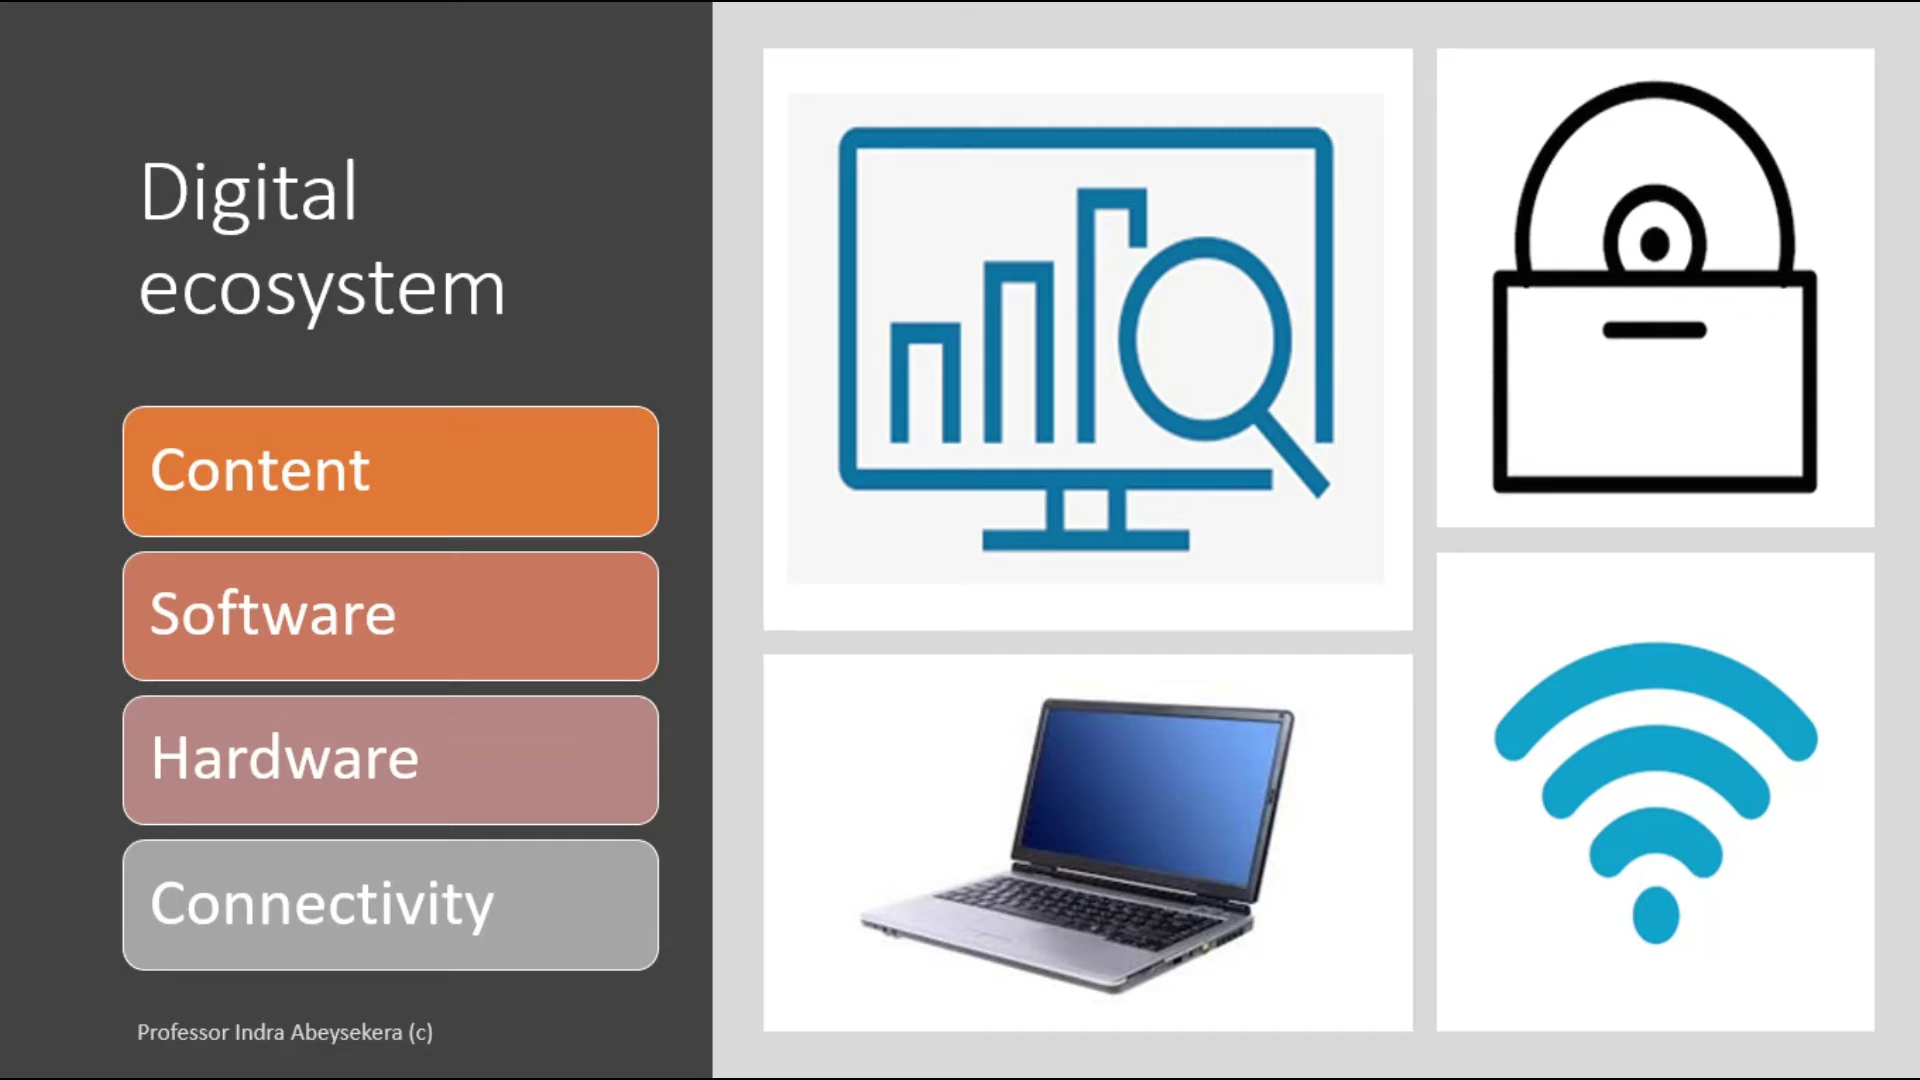 Digital
ecosystem
Content
Software
Hardware
Connectivity
Professor Indra Abeysekera (c)